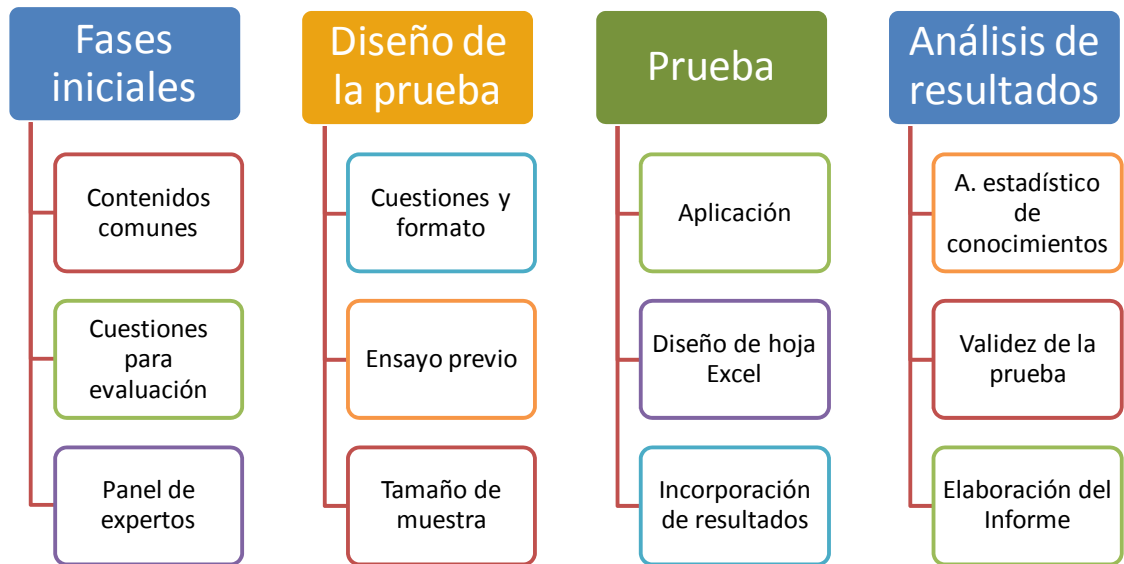 Fases
iniciales
Contenidos
comunes
Cuestiones
para
evaluación
Panel de
expertos
Diseño de
la prueba
Cuestiones y
formato
Ensayo previo
Tamaño de
muestra
Prueba
Aplicación
Diseño de hoja
Excel
Incorporación
de resultados
Análisis de
resultados
A. estadístico
de
conocimientos
Validez de la
prueba
Elaboración del
Informe